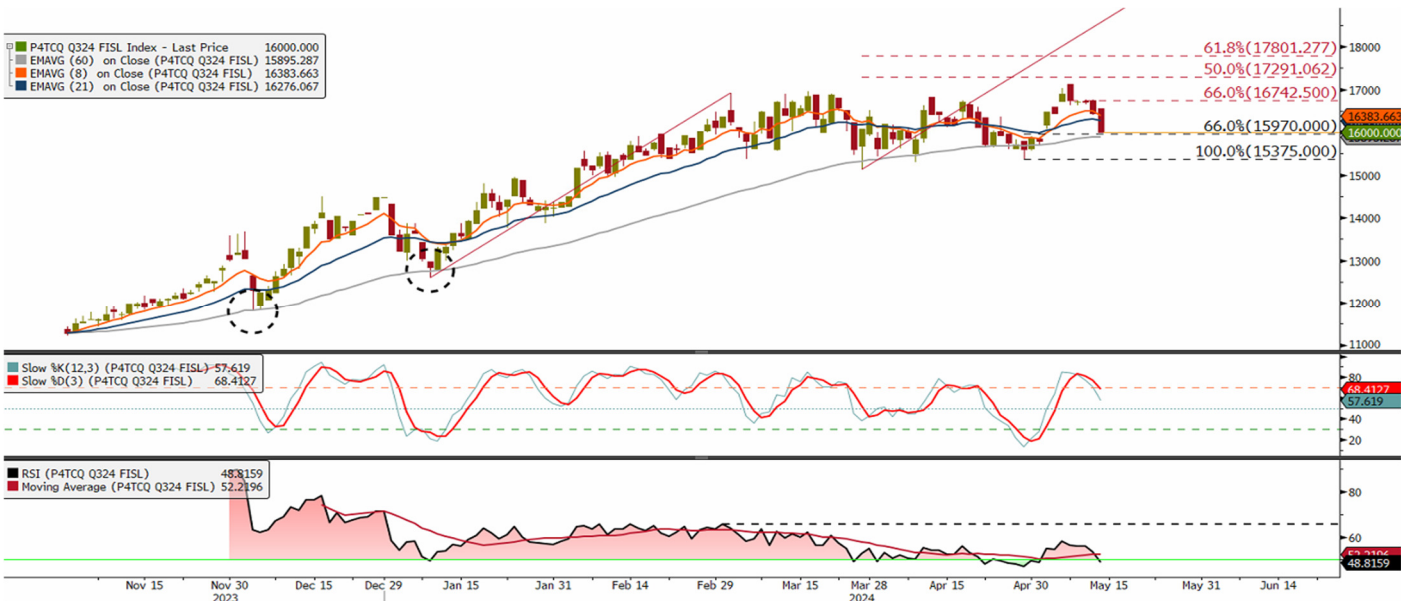 P4TCQ Q324 FISL Index - Last Price 16000.000
EMAVG (60) on Close (P4TCQ Q324 FISL) 15895.287
EMAVG (8) on Close (P4TCQ Q324 FISL) 16383.663
EMAVG (21) on Close (P4TCQ Q324 FISL) 16276.067
61.8%(17801.277)
50.0%(17291.062)
66.0%(16742.500)
66.0%(15970.000)
100.0%(15375.000)
18000
17000
16383.663
16000.000
15000
14000
13000
12000
11000
Slow %K(12,3) (P4TCQ Q324 FISL) 57.619
Slow %D(3) (P4TCQ Q324 FISL) 68.4127
80
68.4127
57.619
40
20
RSI (P4TCQ Q324 FISL) 48.8159
Moving Average (P4TCQ Q324 FISL) 52.2196
80
60
52.2196
48.8159
Nov 15 Nov 30 Dec 15 Dec 29 Jan 15 Jan 31 Feb 14 Feb 29 Mar 15 Mar 28 Apr 15 Apr 30 May 15 May 31 Jun 14
2023 2024